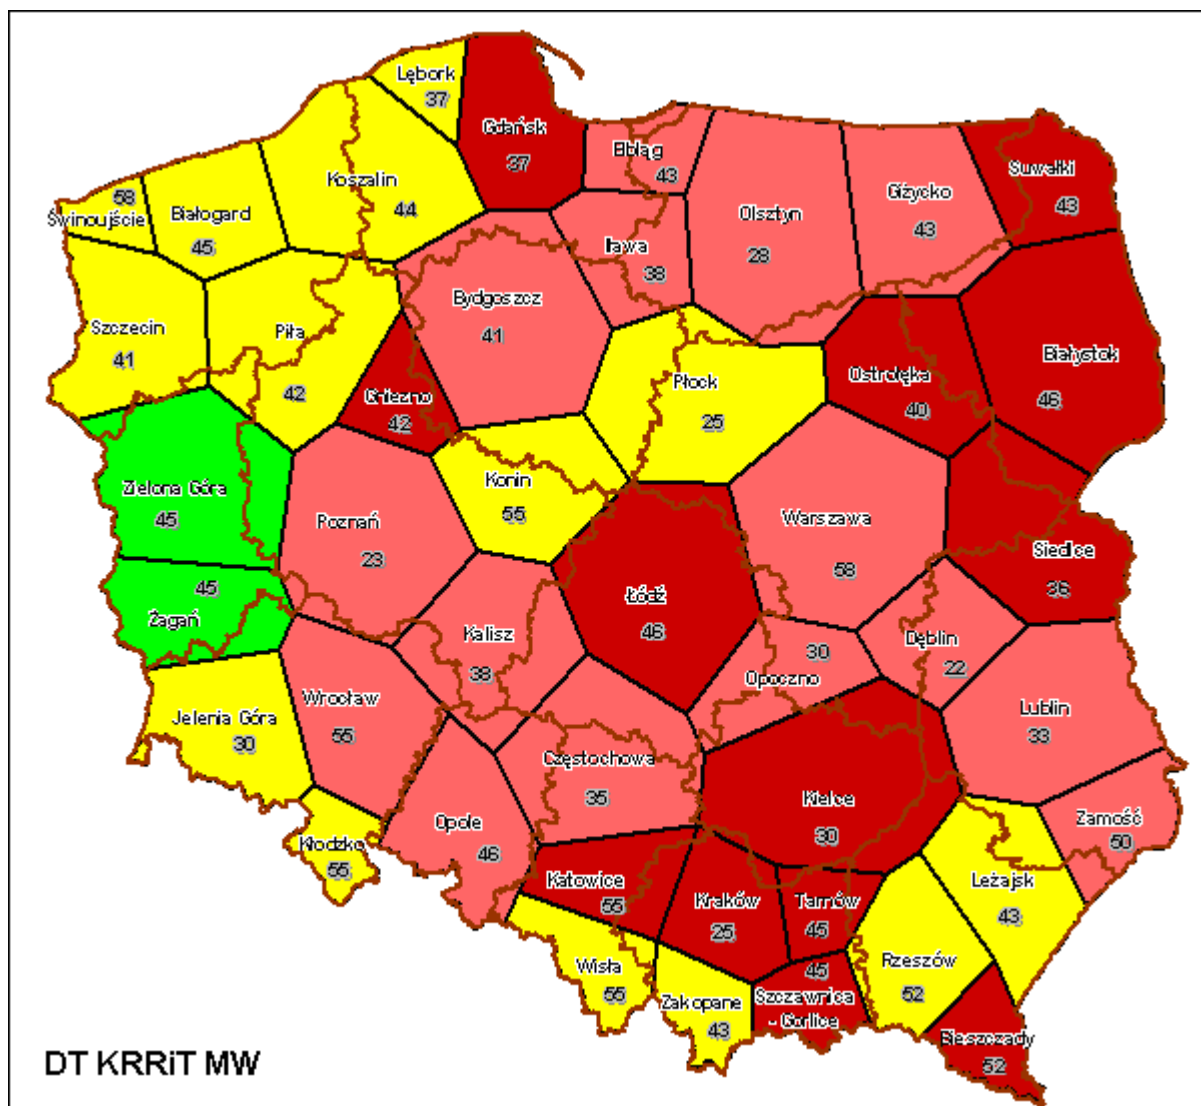 Lębork
37
Gdańsk
37
Elbląg
43
Suwałki
43
Koszalin
44
Giżycko
43
58
Świnoujście
Białogard
45
Olsztyn
28
Iława
38
Bydgoszcz
41
Szczecin
41
Piła
42
Białystok
46
Płock
25
Ostrołęka
40
Gniezno
42
Konin
55
Zielona Góra
45
Poznań
23
Warszawa
58
Siedlce
36
45
Żagań
Łódź
46
Kalisz
38
Dęblin
22
30
Opoczno
Wrocław
55
Jelenia Góra
30
Lublin
33
Częstochowa
35
Kielce
30
Opole
46
Zamość
50
Kłodzko
55
Katowice
55
Kraków
25
Tarnów
45
Leżajsk
43
Wisła
55
Rzeszów
52
45
Szczawnica
- Gorlice
Zakopane
43
Bieszczady
52
DT KRRiT MW